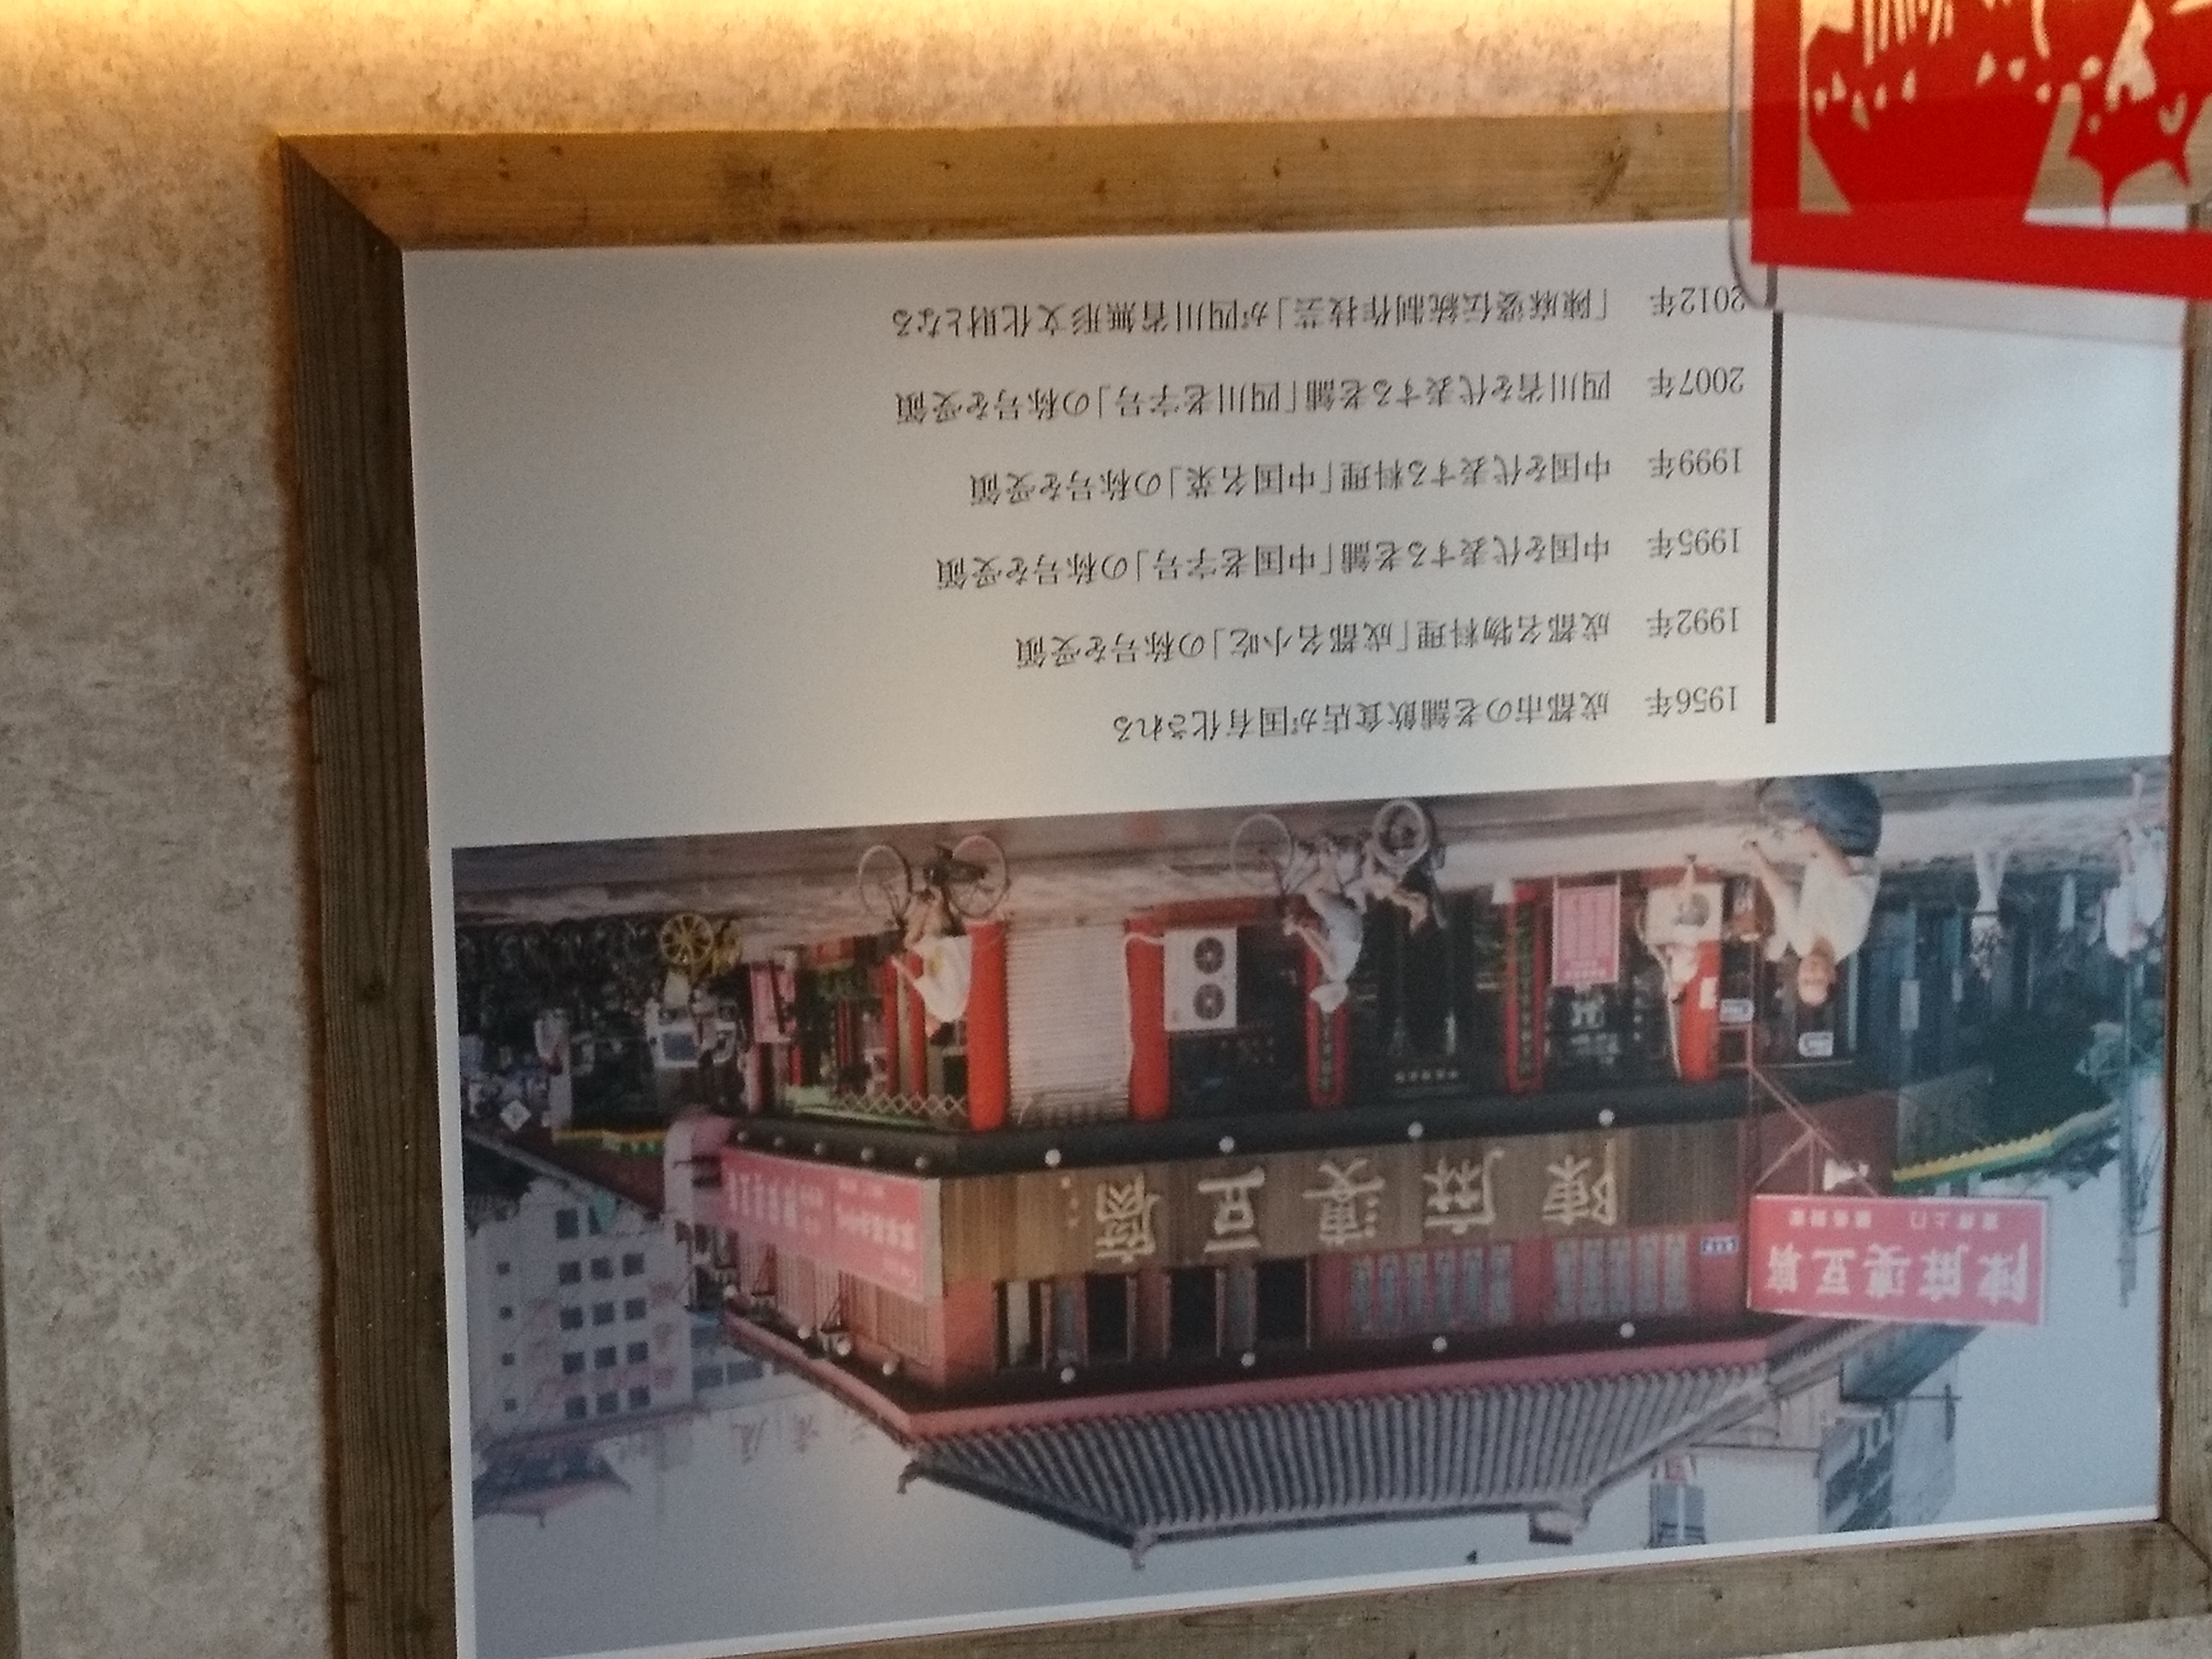 陳麻婆豆腐
陳麻婆豆腐
1956年 成都市の老舗飲食店が国有化される
1992年 成都名物料理「成都名小吃」の称号を受領
1995年 中国を代表する老舗「中国老字号」の称号を受領
1999年 中国を代表する料理「中国名菜」の称号を受領
2007年 四川省を代表する老舗「四川老字号」の称号を受領
2012年 「陳麻婆伝統制作技芸」が四川省無形文化財となる